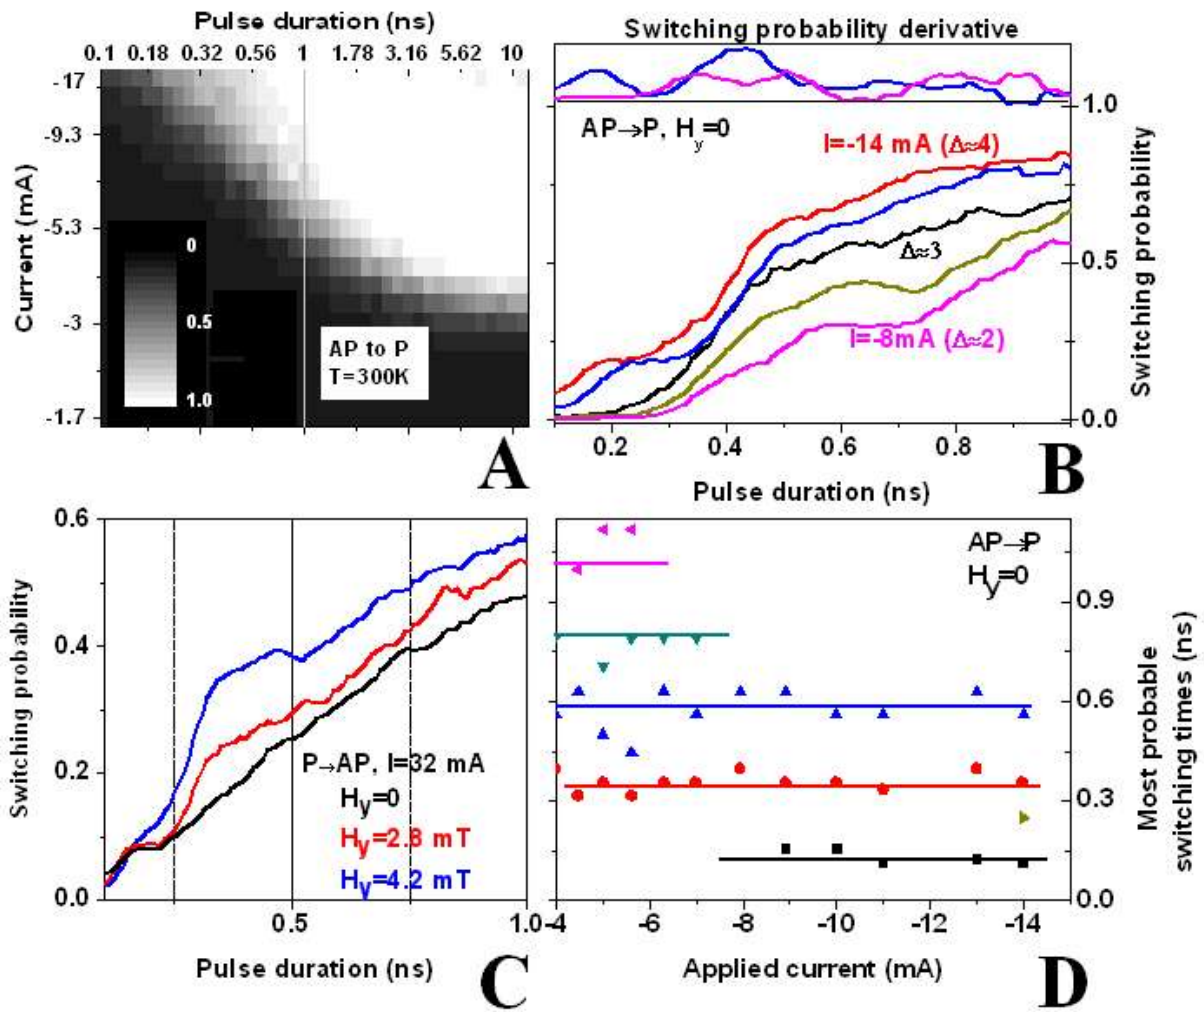 Pulse duration (ns)
0.1 0.18 0.32 0.56 1 1.78 3.16 5.62 10
-17
-9.3
-5.3
-3
-1.7
Current (mA)
0
0.5
1.0
AP to P
T=300K
A
Switching probability derivative
AP→P, Hy=0
I=-14 mA (Δ≈4)
Δ≈3
I=-8mA (Δ≈2)
1.0
0.5
0.0
Switching probability
0.2 0.4 0.6 0.8
Pulse duration (ns)
B
0.6
0.4
0.2
0.0
Switching probability
P→AP, I=32 mA
Hy=0
Hy=2.8 mT
Hy=4.2 mT
0.5 1.0
Pulse duration (ns)
C
AP→P
Hy=0
0.9
0.6
0.3
0.0
Most probable
switching times (ns)
-4 -6 -8 -10 -12 -14
Applied current (mA)
D